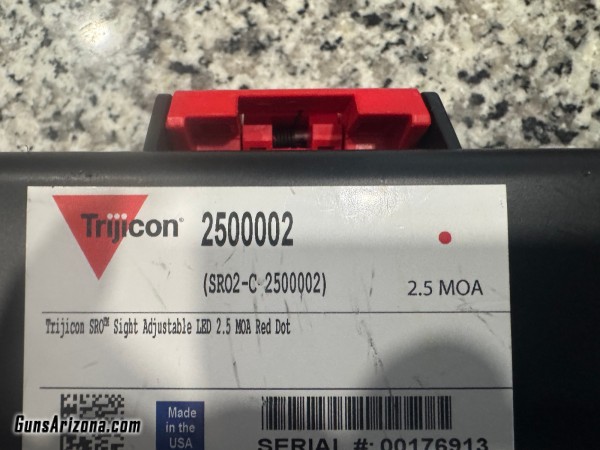 Trijicon® 2500002
(SRO2-C 2500002) 2.5 MOA
Trijicon SRO™ Sight Adjustable LED 2.5 MOA Red Dot
Made
in the
USA
SERIAL #: 00176913
GunsArizona.com